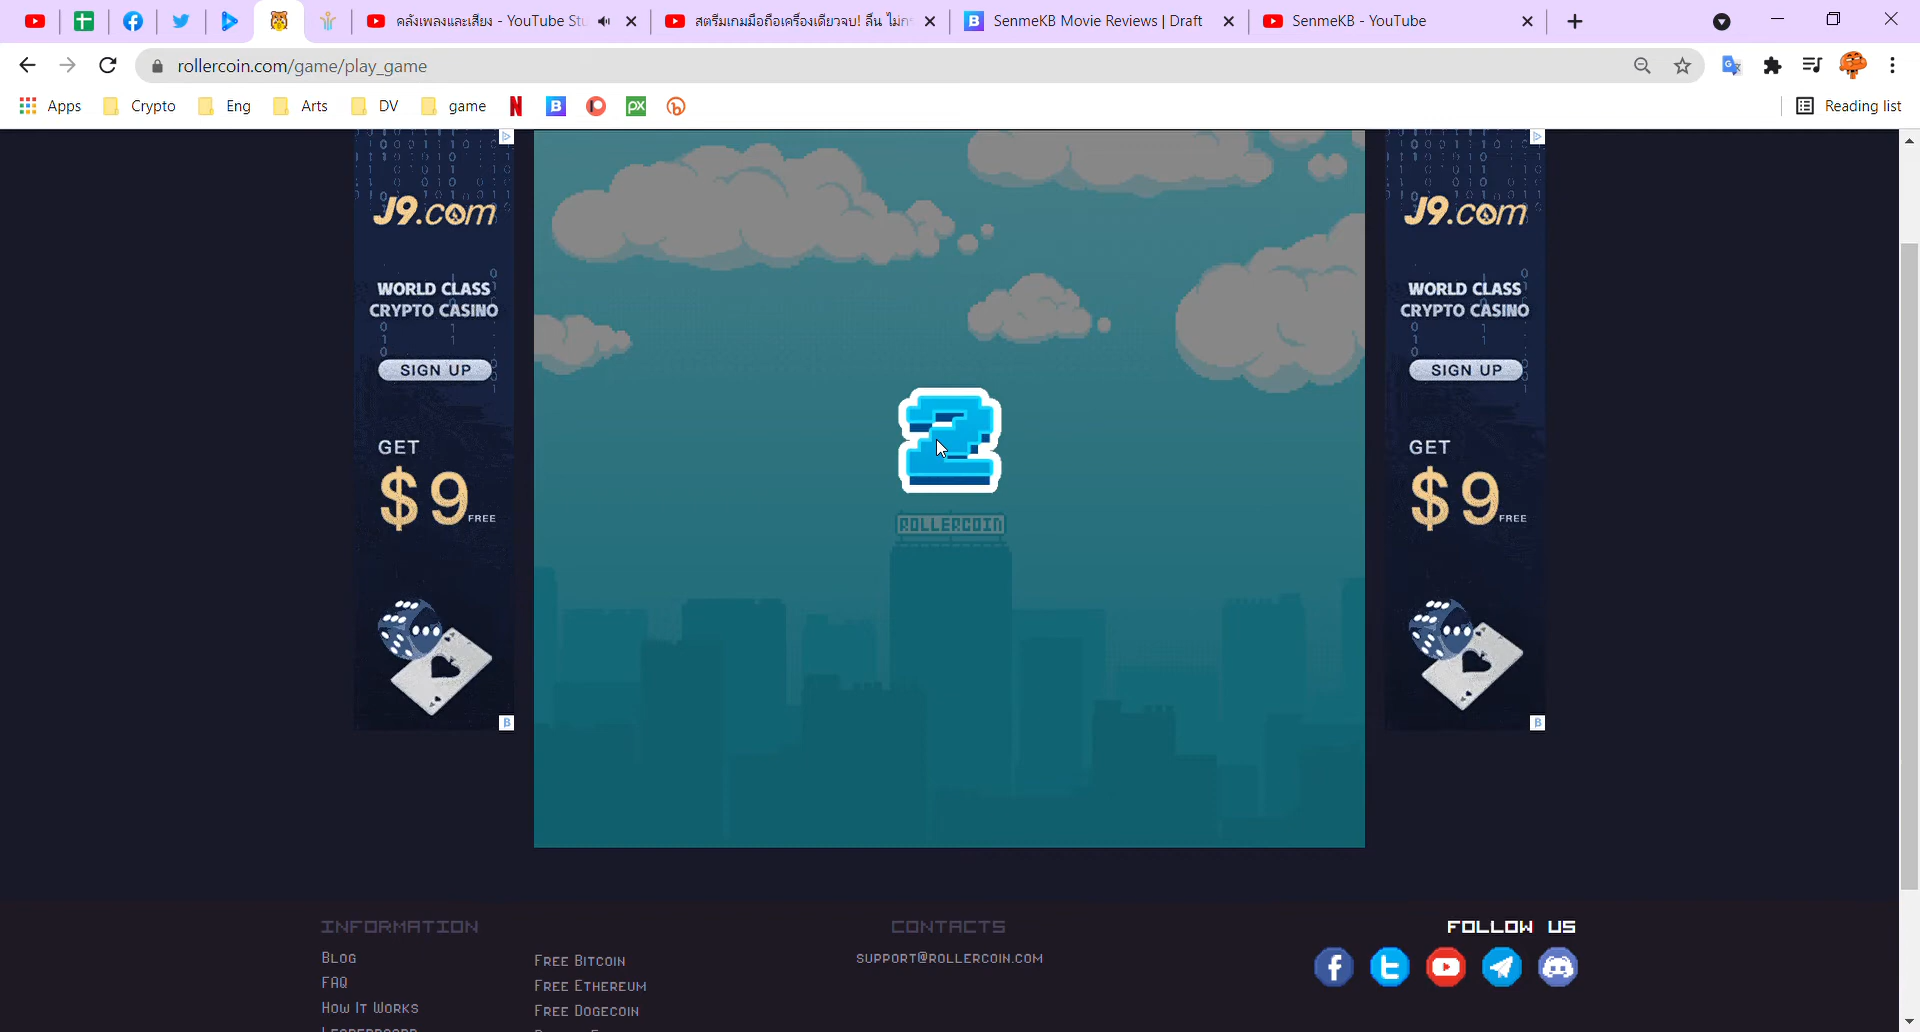 คลังเพลงและเสียง - YouTube Stu
สตรีมเกมมือถือเครื่องเดียวจบ! ลื่น ไม่กร
SenmeKB Movie Reviews | Draft
SenmeKB - YouTube
rollercoin.com/game/play_game
Apps
Crypto
Eng
Arts
DV
game
Reading list
J9.com
WORLD CLASS
CRYPTO CASINO
SIGN UP
GET
$9 FREE
2
ROLLERCOIN
J9.com
WORLD CLASS
CRYPTO CASINO
SIGN UP
GET
$9 FREE
INFORMATION
Blog
FAQ
How It Works
Leaderboard
Free Bitcoin
Free Ethereum
Free Dogecoin
CONTACTS
support@rollercoin.com
FOLLOW US